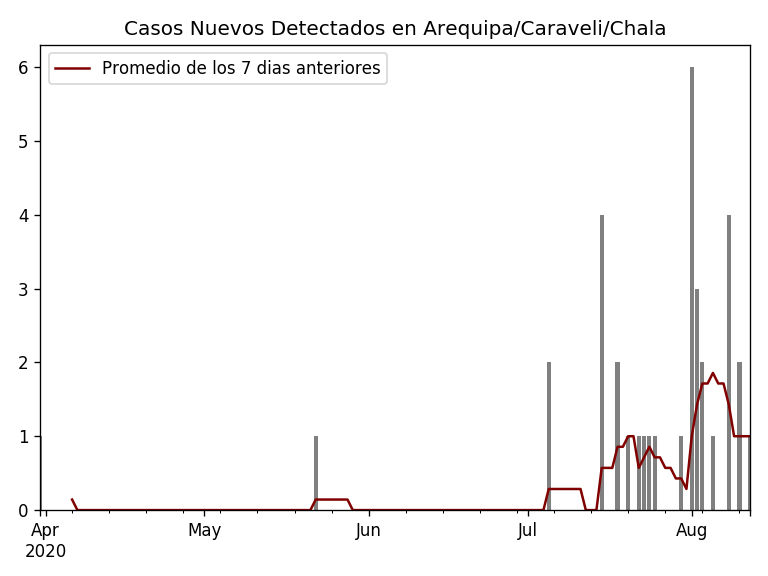 Casos Nuevos Detectados en Arequipa/Caraveli/Chala
Promedio de los 7 dias anteriores
6
5
4
3
2
1
0
Apr May Jun Jul Aug
2020